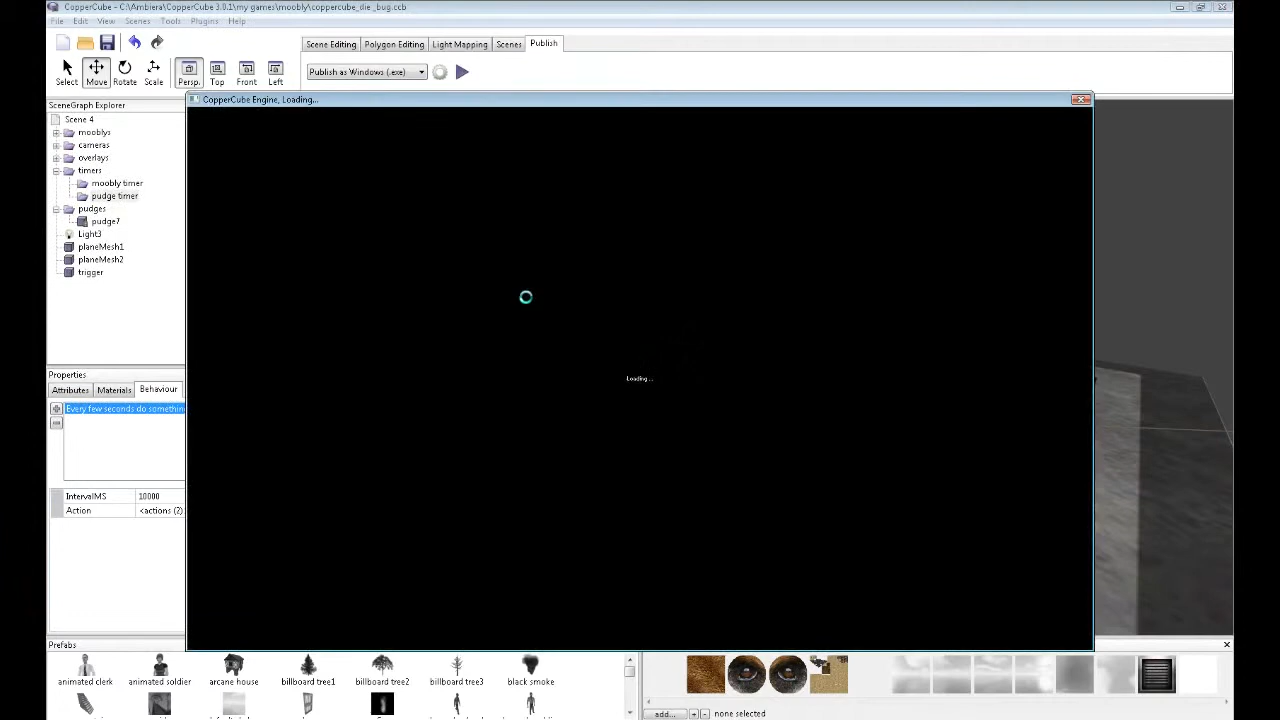 CopperCube - C:\Ambiera\CopperCube 3.0.1\my games\moobly\coppercube_die _bug.ccb
File Edit View Scenes Tools Plugins Help
Scene Editing Polygon Editing Light Mapping Scenes Publish
Select Move Rotate Scale Persp. Top Front Left
Publish as Windows (.exe)
SceneGraph Explorer
CopperCube Engine, Loading...
Scene 4
mooblys
cameras
overlays
timers
moobly timer
pudge timer
pudges
pudge7
Light3
planeMesh1
planeMesh2
trigger
Loading ...
Properties
Attributes Materials Behaviour
Every few seconds do somethin
IntervalMS 10000
Action <actions (2)
Prefabs
animated clerk animated soldier arcane house billboard tree1 billboard tree2 billboard tree3 black smoke
add... + - none selected